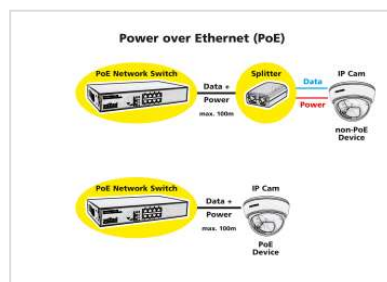 Power over Ethernet (PoE)
PoE Network Switch
Splitter
IP Cam
Data +
Power
max. 100m
Data
Power
non-PoE
Device
PoE Network Switch
IP Cam
Data +
Power
max. 100m
PoE
Device